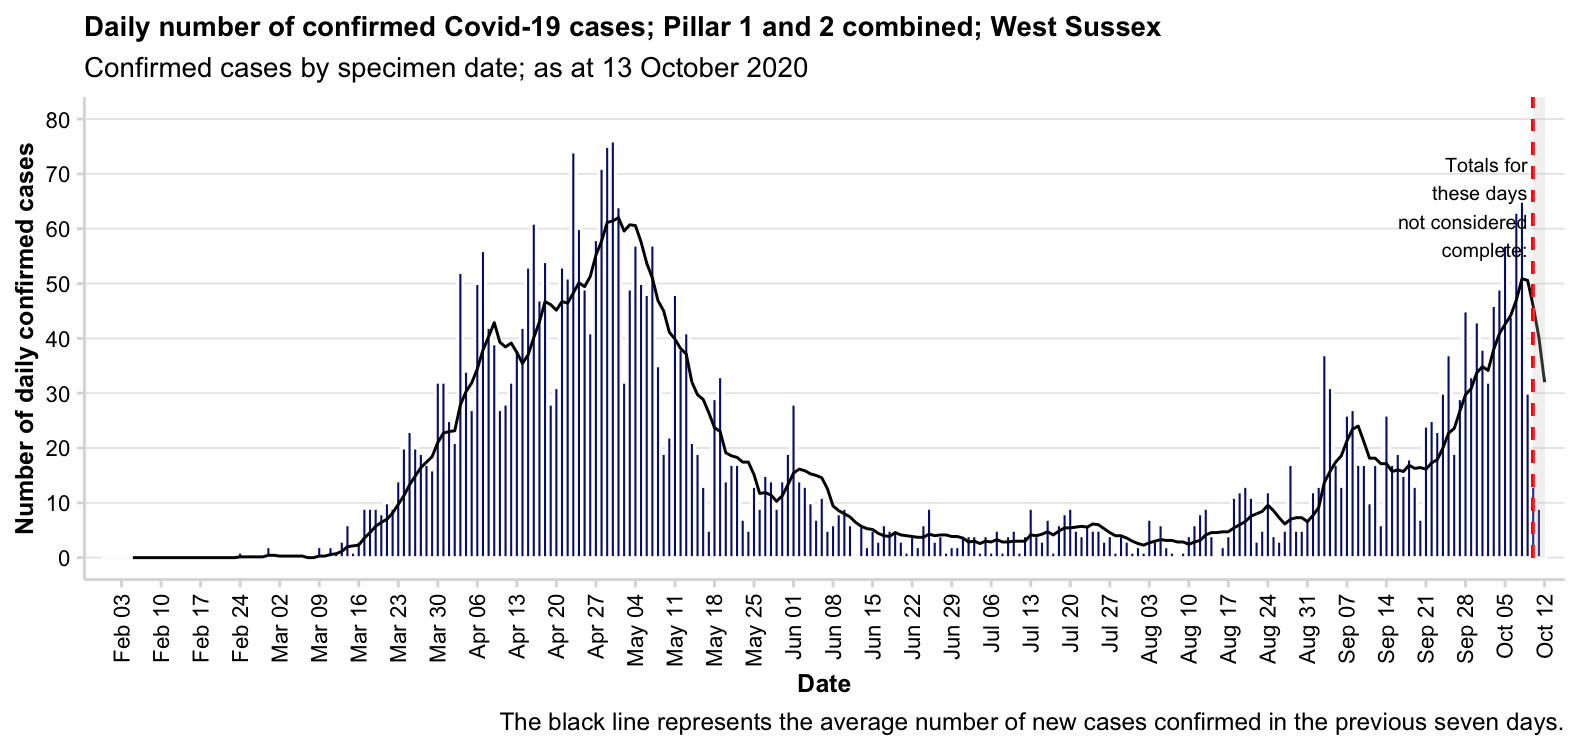 Daily number of confirmed Covid-19 cases; Pillar 1 and 2 combined; West Sussex
Confirmed cases by specimen date; as at 13 October 2020
Number of daily confirmed cases
80
70
60
50
40
30
20
10
0
Totals for
these days
not considered
complete:
Feb 03
Feb 10
Feb 17
Feb 24
Mar 02
Mar 09
Mar 16
Mar 23
Mar 30
Apr 06
Apr 13
Apr 20
Apr 27
May 04
May 11
May 18
May 25
Jun 01
Jun 08
Jun 15
Jun 22
Jun 29
Jul 06
Jul 13
Jul 20
Jul 27
Aug 03
Aug 10
Aug 17
Aug 24
Aug 31
Sep 07
Sep 14
Sep 21
Sep 28
Oct 05
Oct 12
Date
The black line represents the average number of new cases confirmed in the previous seven days.